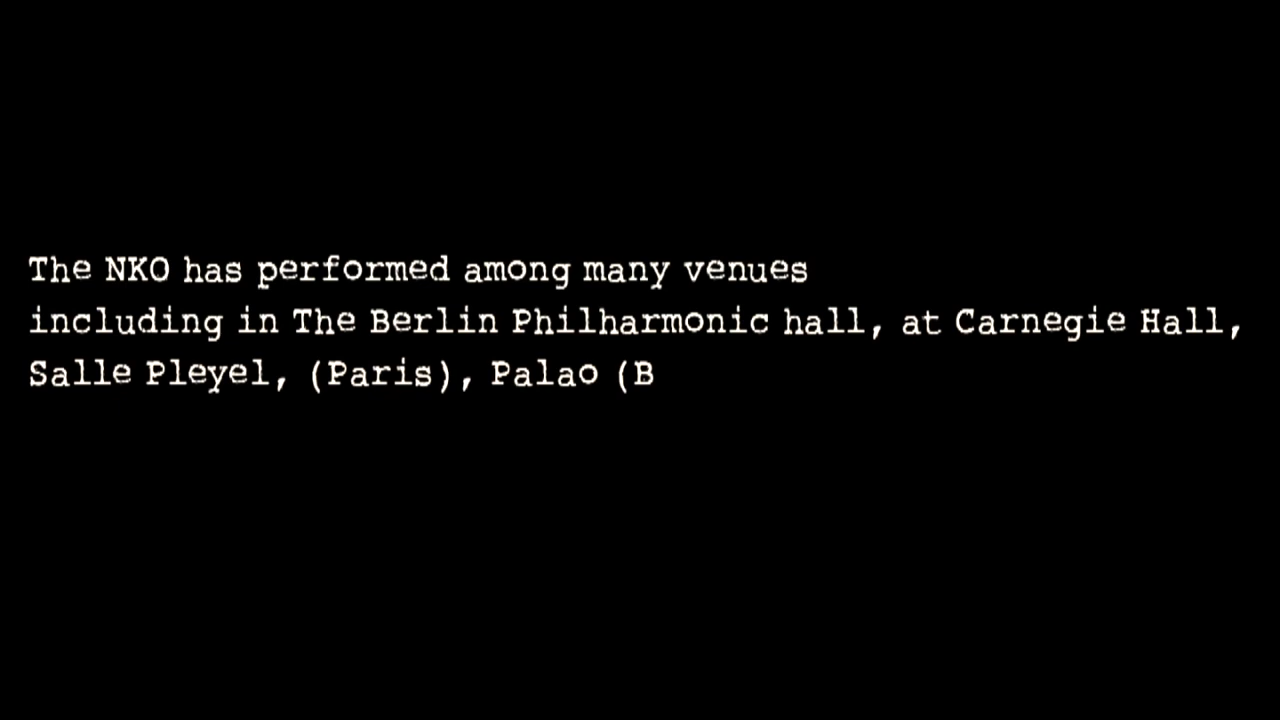 The NKO has performed among many venues
including in The Berlin Philharmonic hall, at Carnegie Hall,
Salle Pleyel, (Paris), Palao (B